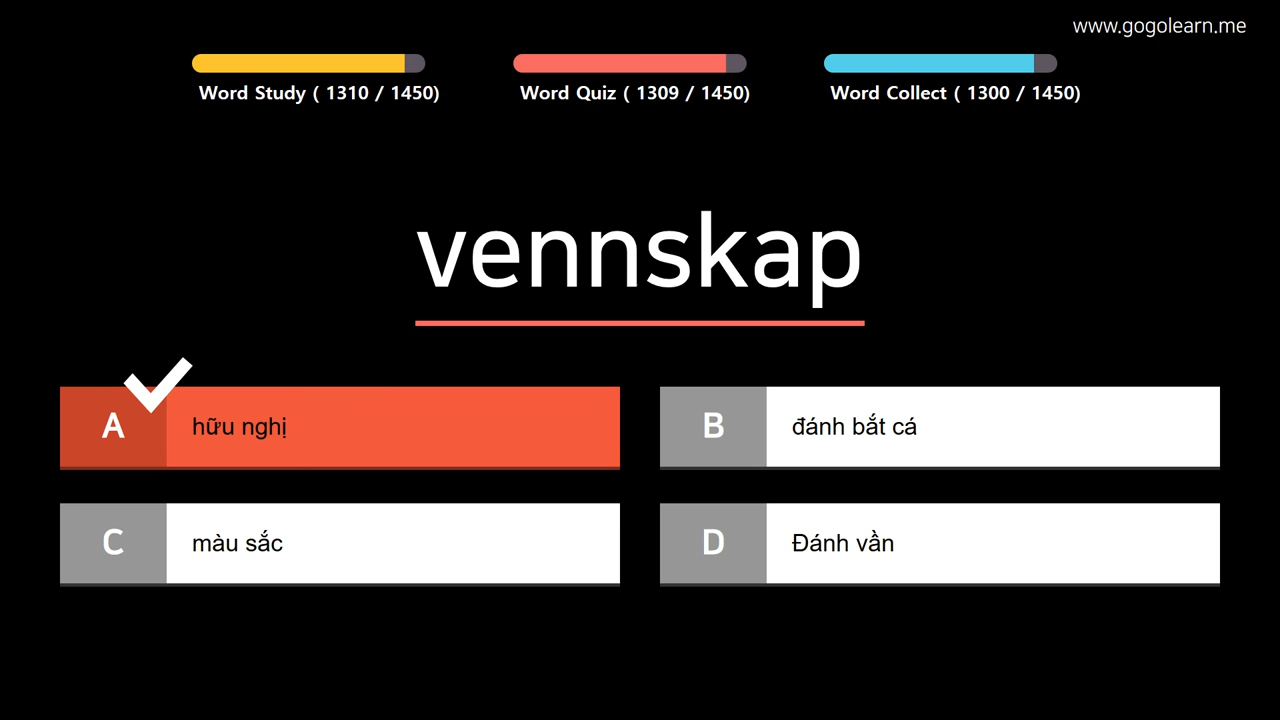 www.gogolearn.me
Word Study ( 1310 / 1450)
Word Quiz ( 1309 / 1450)
Word Collect ( 1300 / 1450)
vennskap
A hữu nghị
B đánh bắt cá
C màu sắc
D Đánh vần